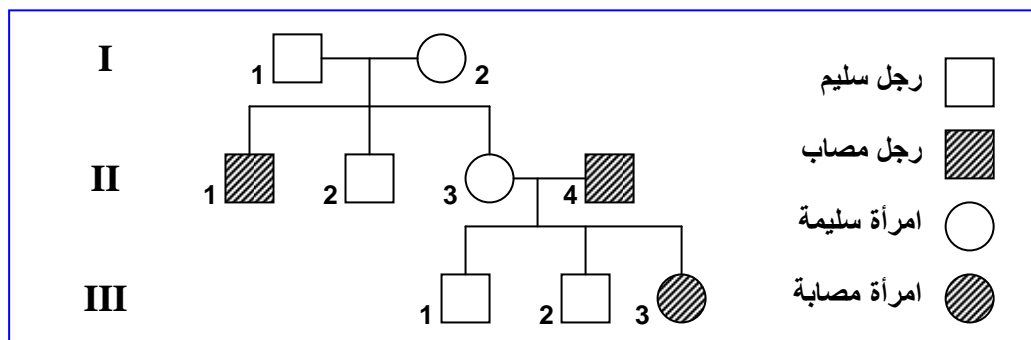 I
1 2
رجل سليم
رجل مصاب
II
1 2 3 4
امرأة سليمة
III
1 2 3
امرأة مصابة